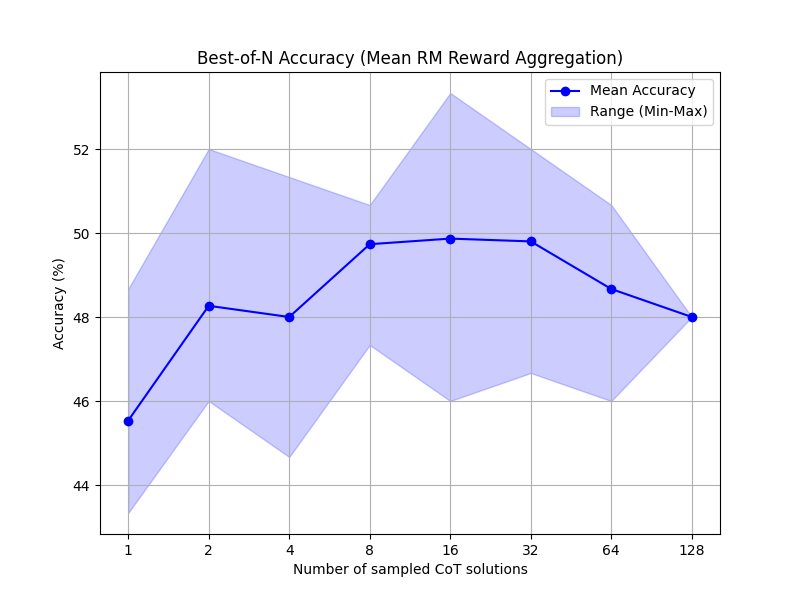 Best-of-N Accuracy (Mean RM Reward Aggregation)
Mean Accuracy
Range (Min-Max)
Accuracy (%)
52
50
48
46
44
1 2 4 8 16 32 64 128
Number of sampled CoT solutions